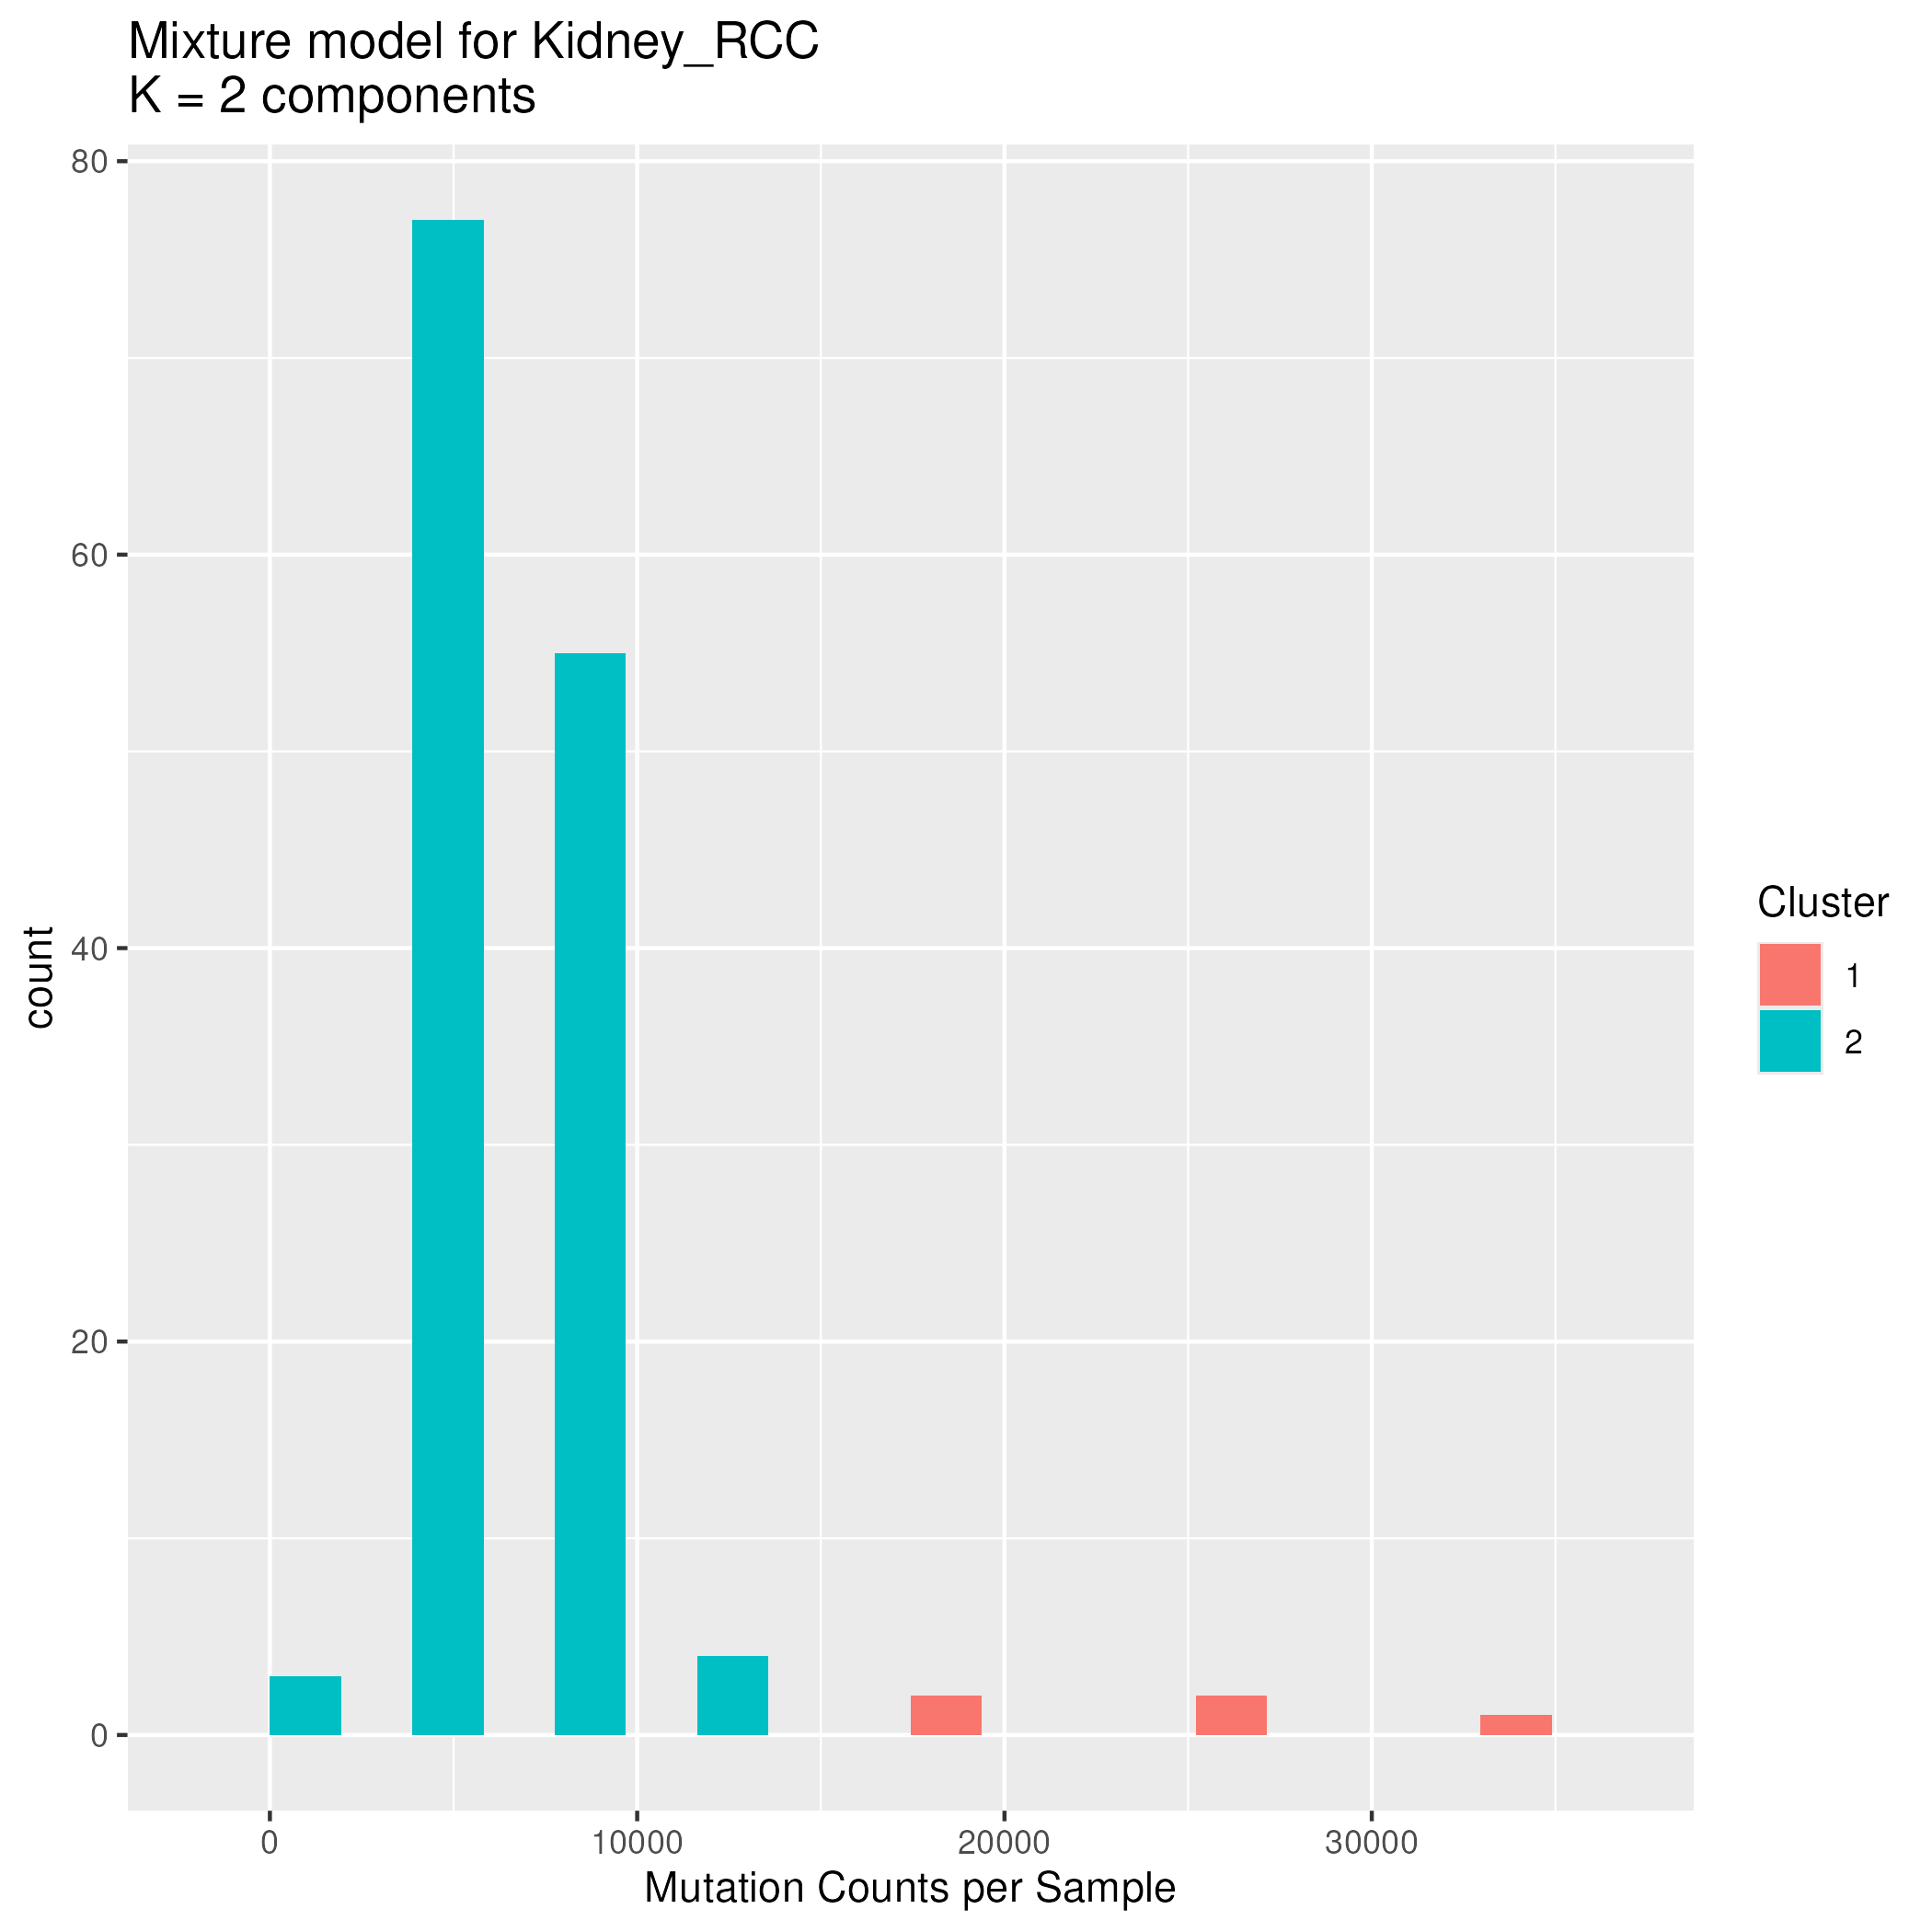 Mixture model for Kidney_RCC
K = 2 components
80
60
40
20
0
count
0 10000 20000 30000
Mutation Counts per Sample
Cluster
1
2